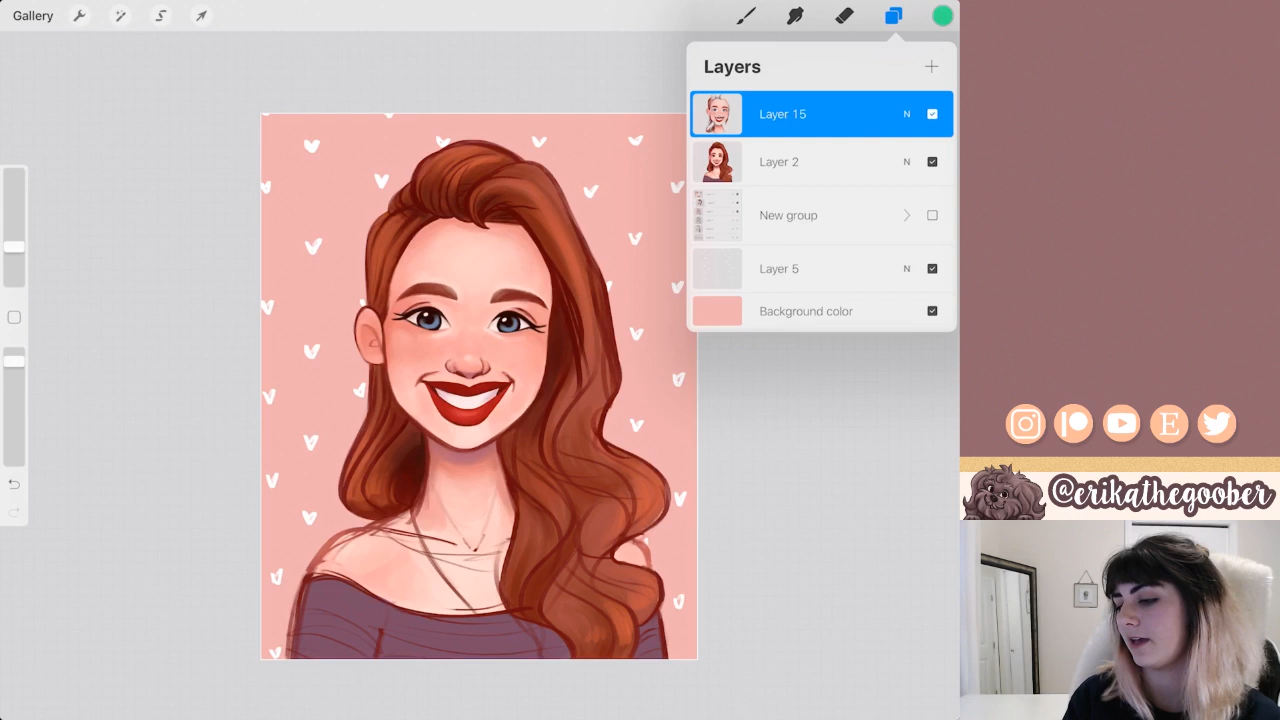 Gallery
Layers
Layer 15 N
Layer 2 N
New group
Layer 5 N
Background color
E
@erikathegoober